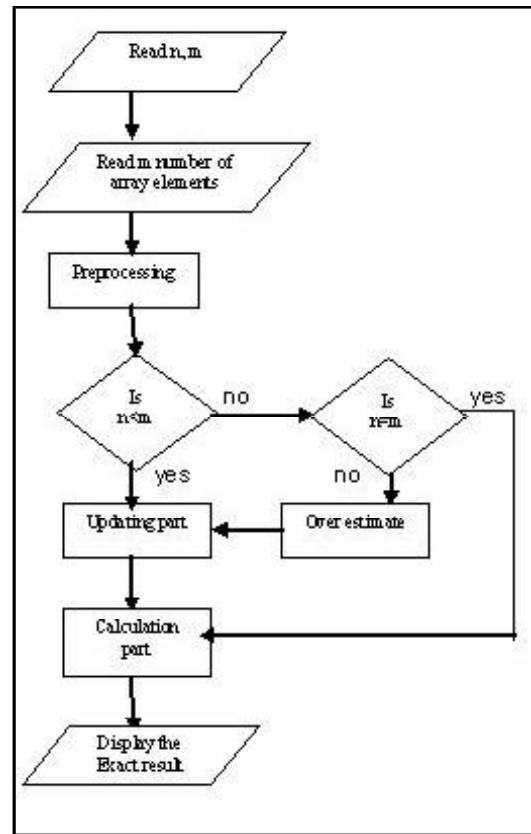 Read n, m
Read m number of
array elements
Preprocessing
Is
n<m
no
Is
n=m
yes
yes
no
Updating part
Over estimate
Calculation
part
Display the
Exact result